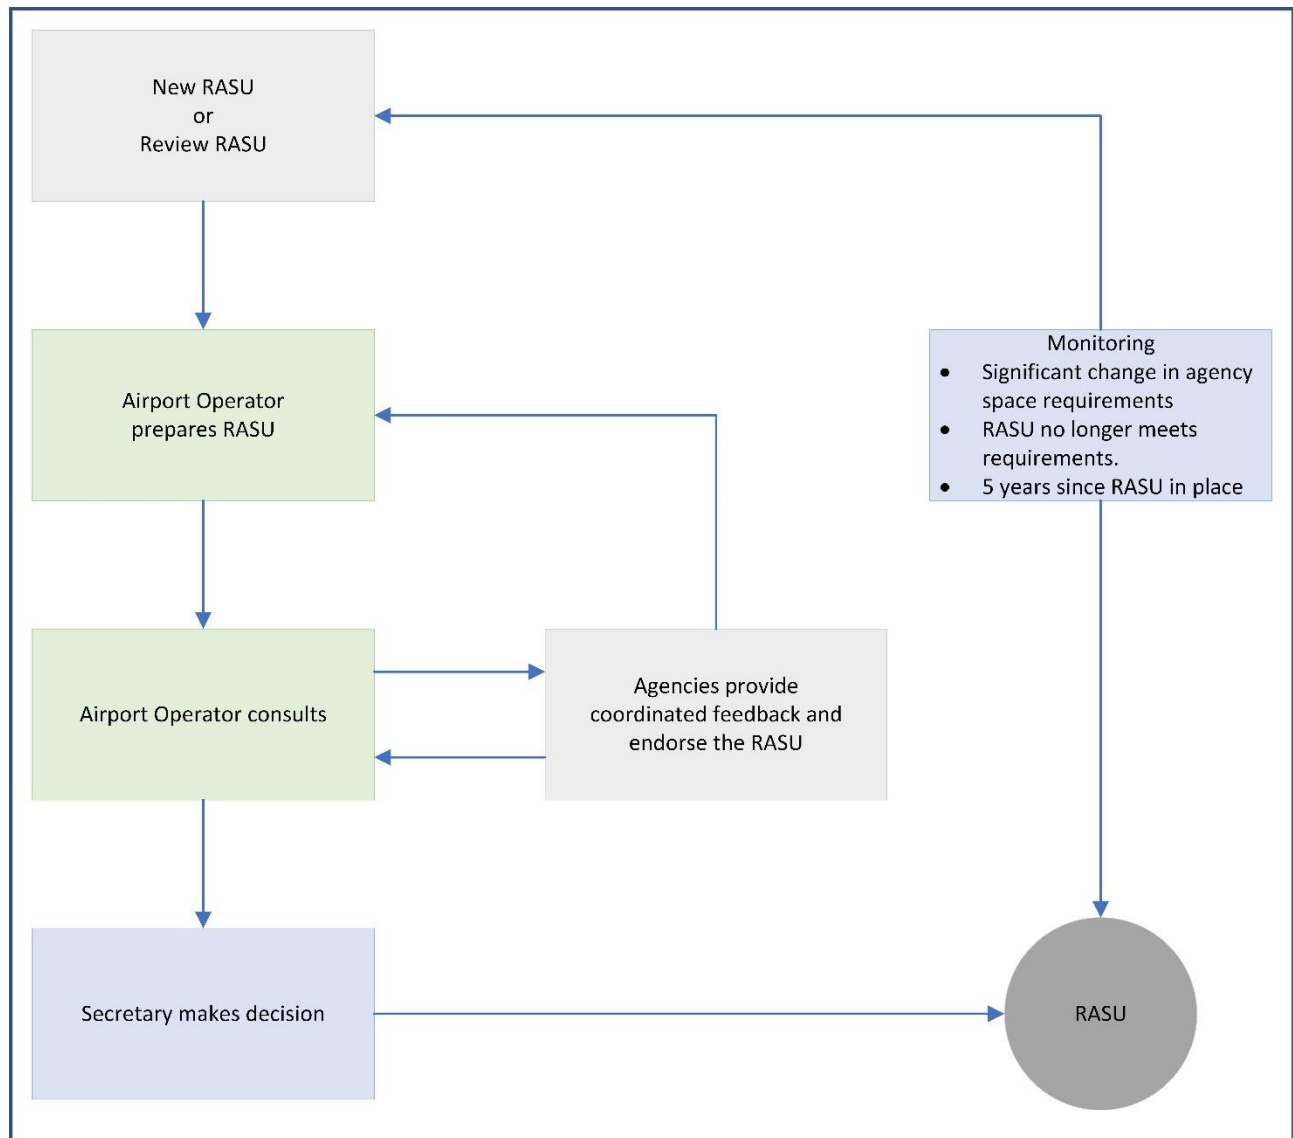 New RASU
or
Review RASU
Airport Operator
prepares RASU
Monitoring
• Significant change in agency
space requirements
• RASU no longer meets
requirements.
• 5 years since RASU in place
Airport Operator consults
Agencies provide
coordinated feedback and
endorse the RASU
Secretary makes decision
RASU